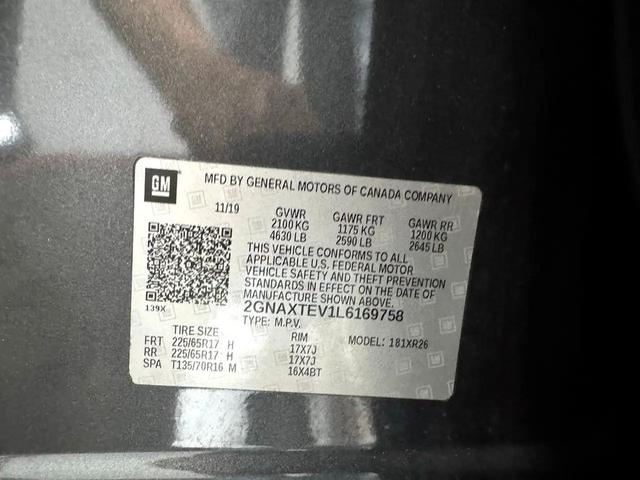 GM
MFD BY GENERAL MOTORS OF CANADA COMPANY
11/19 GVWR GAWR FRT GAWR RR
2100 KG 1175 KG 1200 KG
4630 LB 2590 LB 2645 LB
THIS VEHICLE CONFORMS TO ALL
APPLICABLE U.S. FEDERAL MOTOR
VEHICLE SAFETY AND THEFT PREVENTION
STANDARDS IN EFFECT ON THE DATE OF
MANUFACTURE SHOWN ABOVE.
139X 2GNAXTEV1L6169758
TYPE: M.P.V.
TIRE SIZE RIM MODEL: 181XR26
FRT 225/65R17 H 17X7J
RR 225/65R17 H 17X7J
SPA T135/70R16 M 16X4BT